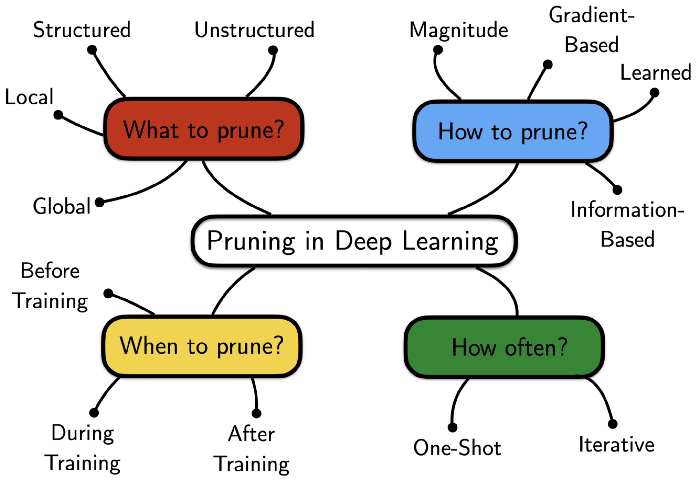 Structured
Unstructured
Local
What to prune?
Global
Magnitude
Gradient-
Based
Learned
How to prune?
Information-
Based
Pruning in Deep Learning
Before
Training
When to prune?
During
Training
After
Training
How often?
One-Shot
Iterative